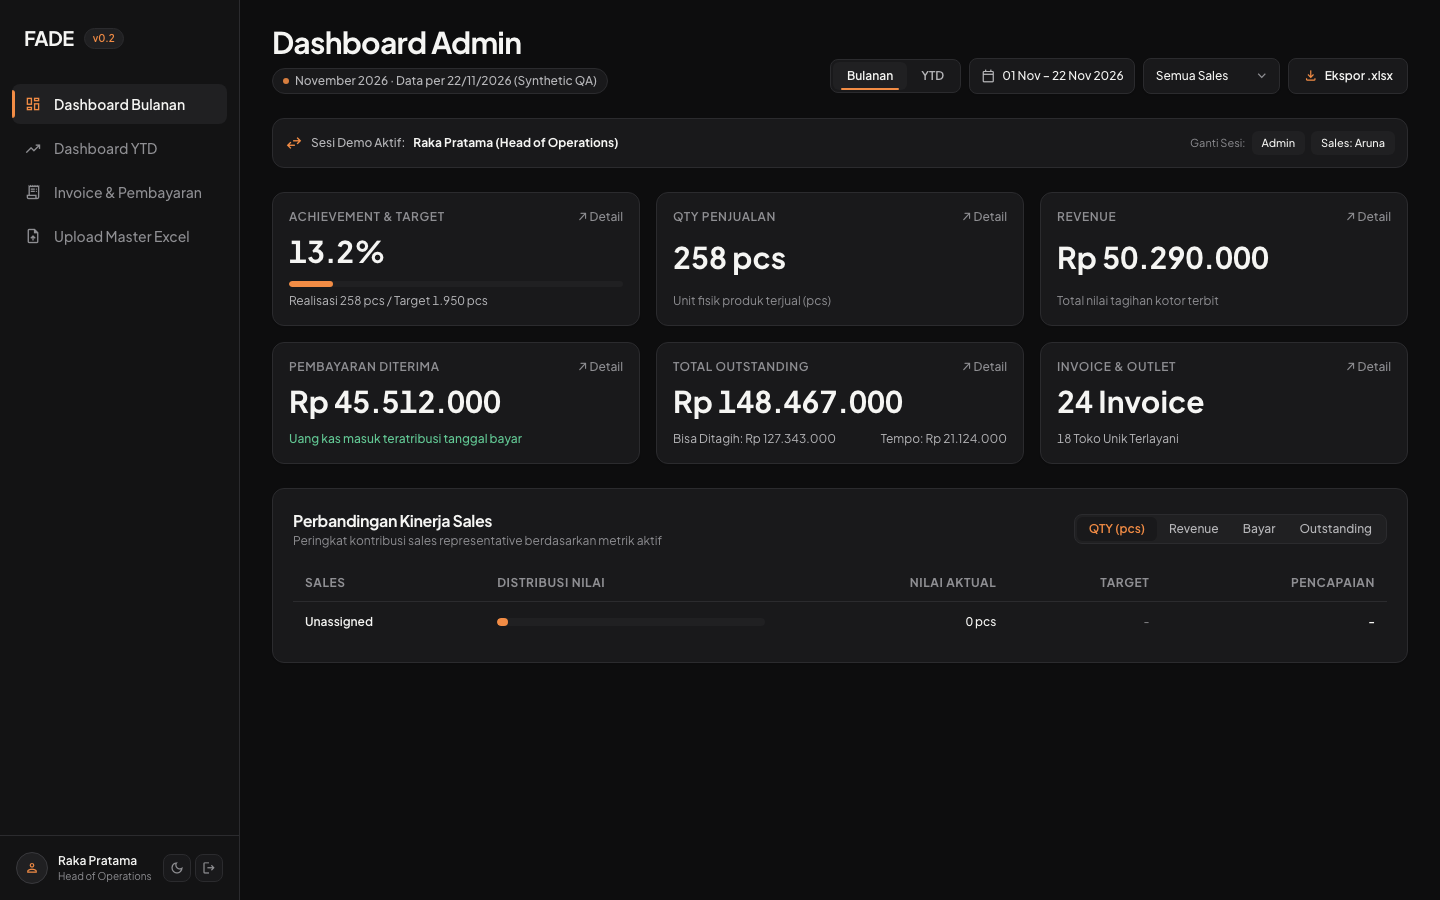 FADE v0.2
Dashboard Bulanan
Dashboard YTD
Invoice & Pembayaran
Upload Master Excel
Raka Pratama
Head of Operations
Dashboard Admin
November 2026 · Data per 22/11/2026 (Synthetic QA)
Bulanan YTD 01 Nov – 22 Nov 2026 Semua Sales Ekspor .xlsx
Sesi Demo Aktif: Raka Pratama (Head of Operations) Ganti Sesi: Admin Sales: Aruna
ACHIEVEMENT & TARGET Detail
13.2%
Realisasi 258 pcs / Target 1.950 pcs
QTY PENJUALAN Detail
258 pcs
Unit fisik produk terjual (pcs)
REVENUE Detail
Rp 50.290.000
Total nilai tagihan kotor terbit
PEMBAYARAN DITERIMA Detail
Rp 45.512.000
Uang kas masuk teratribusi tanggal bayar
TOTAL OUTSTANDING Detail
Rp 148.467.000
Bisa Ditagih: Rp 127.343.000 Tempo: Rp 21.124.000
INVOICE & OUTLET Detail
24 Invoice
18 Toko Unik Terlayani
Perbandingan Kinerja Sales
Peringkat kontribusi sales representative berdasarkan metrik aktif
QTY (pcs) Revenue Bayar Outstanding
SALES DISTRIBUSI NILAI NILAI AKTUAL TARGET PENCAPAIAN
Unassigned 0 pcs - -